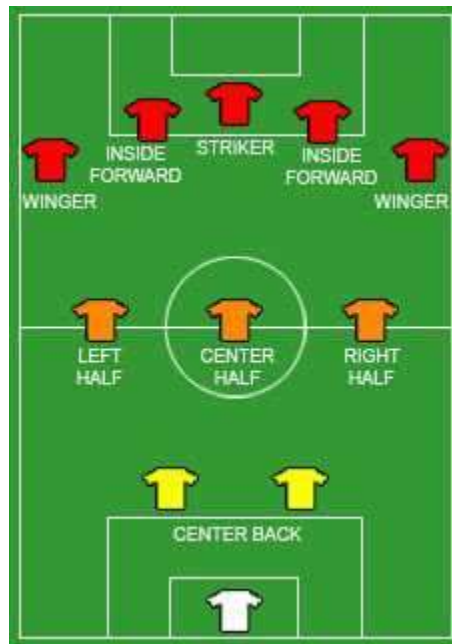 STRIKER
INSIDE
FORWARD
INSIDE
FORWARD
WINGER
WINGER
LEFT
HALF
CENTER
HALF
RIGHT
HALF
CENTER BACK